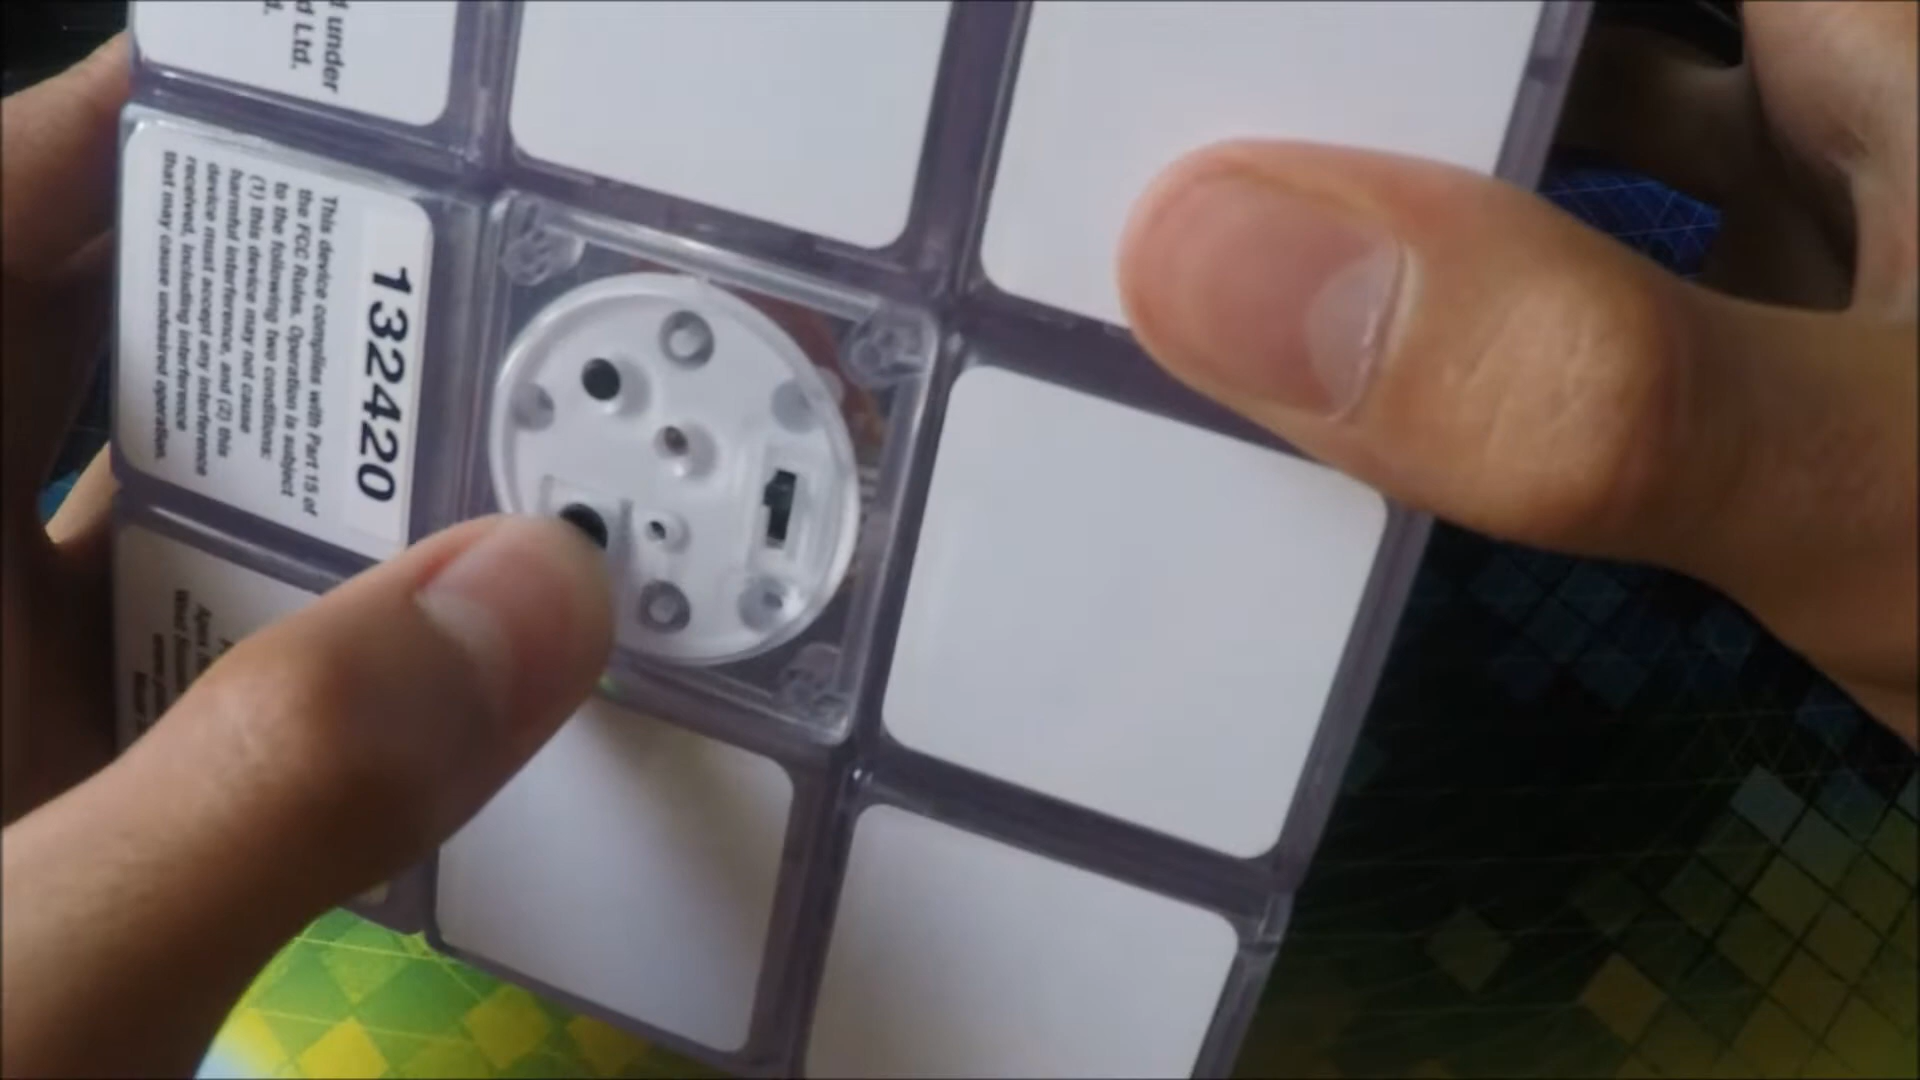 d under
d Ltd.
d.
132420
This device complies with Part 15 of
the FCC Rules. Operation is subject
to the following two conditions:
(1) this device may not cause
harmful interference, and (2) this
device must accept any interference
received, including interference
that may cause undesired operation.
Apex
West